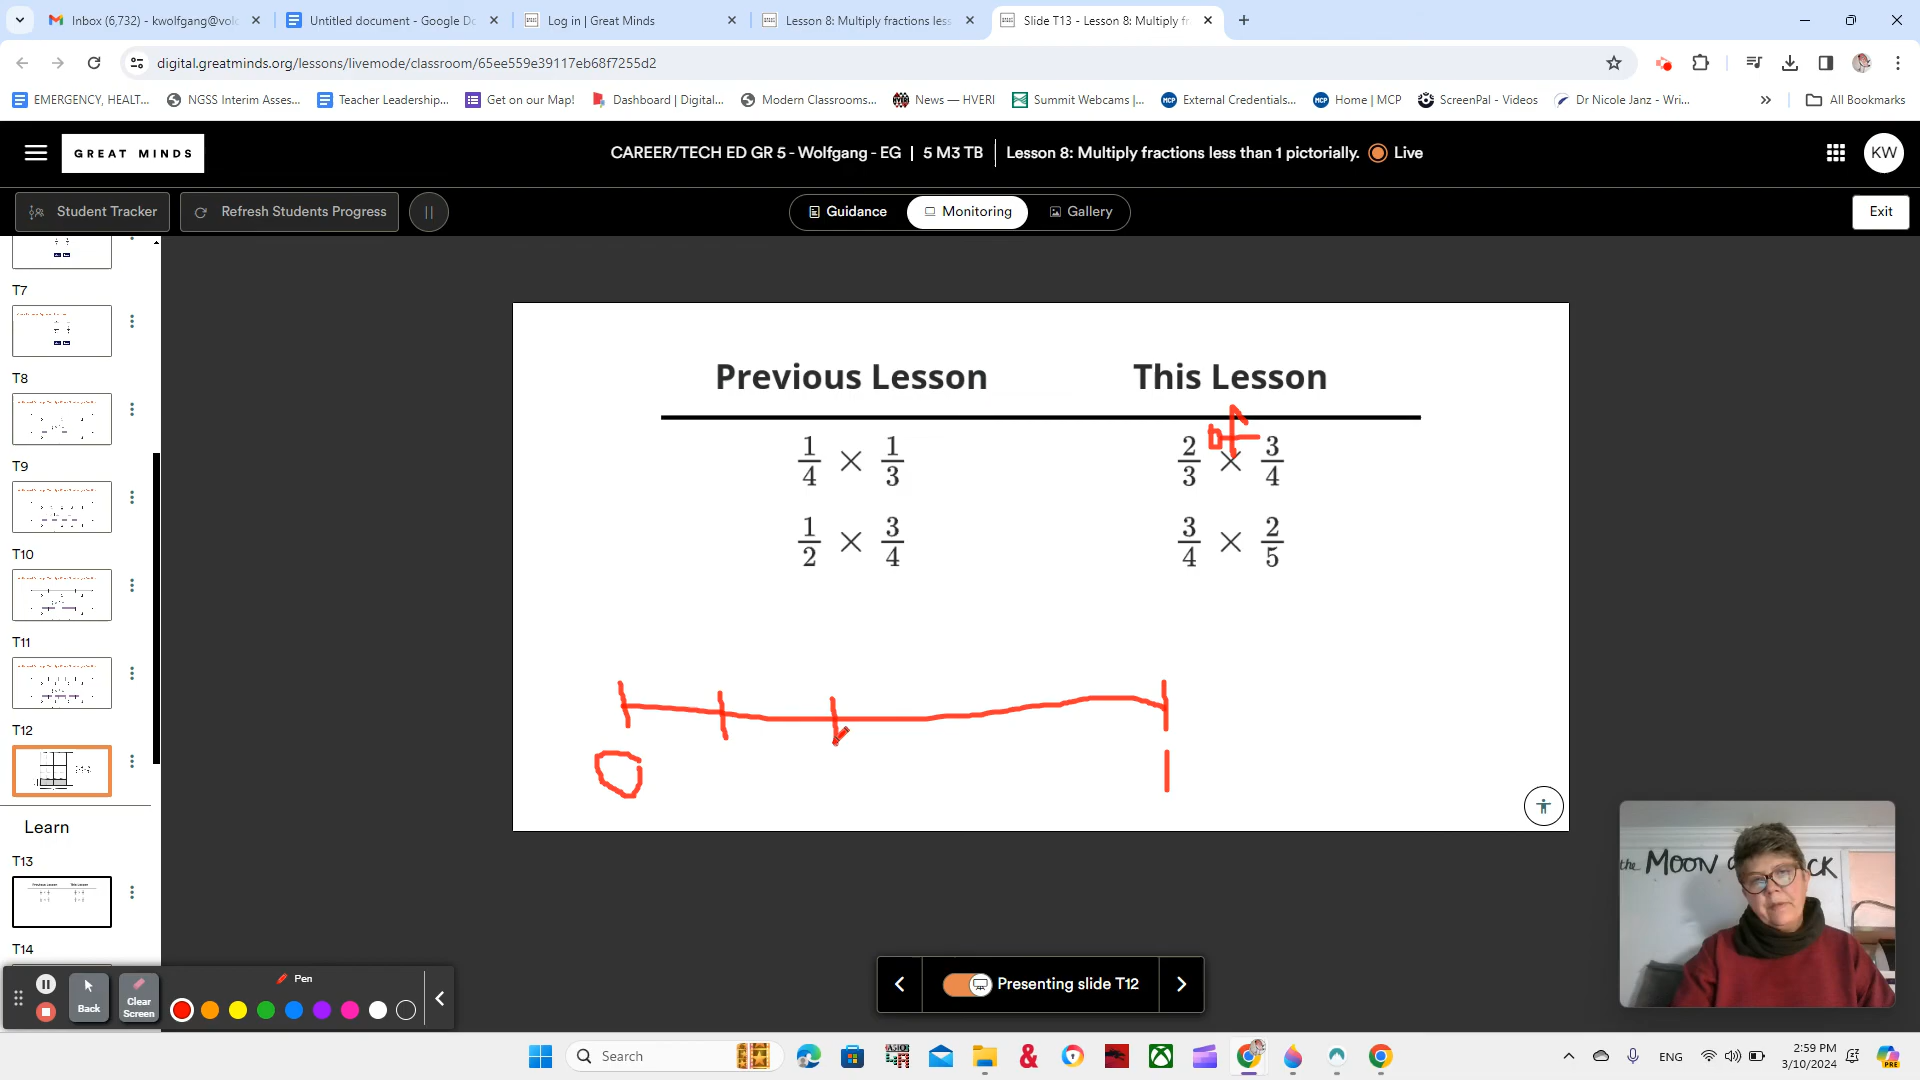 Inbox (6,732) - kwolfgang@volc
Untitled document - Google Do
Log in | Great Minds
Lesson 8: Multiply fractions less
Slide T13 - Lesson 8: Multiply fr
digital.greatminds.org/lessons/livemode/classroom/65ee559e39117eb68f7255d2
EMERGENCY, HEALT...
NGSS Interim Asses...
Teacher Leadership...
Get on our Map!
Dashboard | Digital...
Modern Classrooms...
News — HVERI
Summit Webcams |...
External Credentials...
Home | MCP
ScreenPal - Videos
Dr Nicole Janz - Wri...
All Bookmarks
GREAT MINDS
CAREER/TECH ED GR 5 - Wolfgang - EG | 5 M3 TB | Lesson 8: Multiply fractions less than 1 pictorially. Live
KW
Student Tracker
Refresh Students Progress
Guidance
Monitoring
Gallery
Exit
T7
T8
T9
T10
T11
T12
Learn
T13
T14
Previous Lesson This Lesson
of
1/4 × 1/3 2/3 × 3/4
1/2 × 3/4 3/4 × 2/5
0 1
the Moon
CK
Pen
Back
Clear Screen
Presenting slide T12
Search
ENG
2:59 PM
3/10/2024